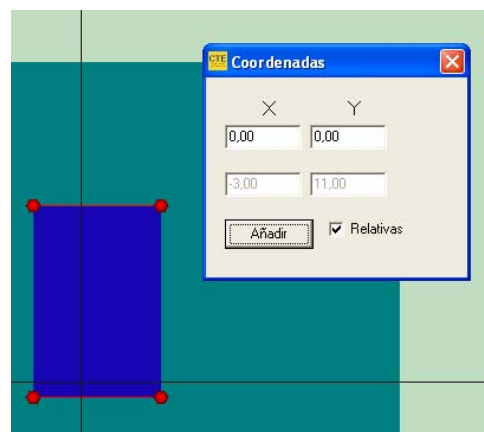 CTE Coordenadas
X Y
0,00 0,00
-3,00 11,00
Añadir Relativas